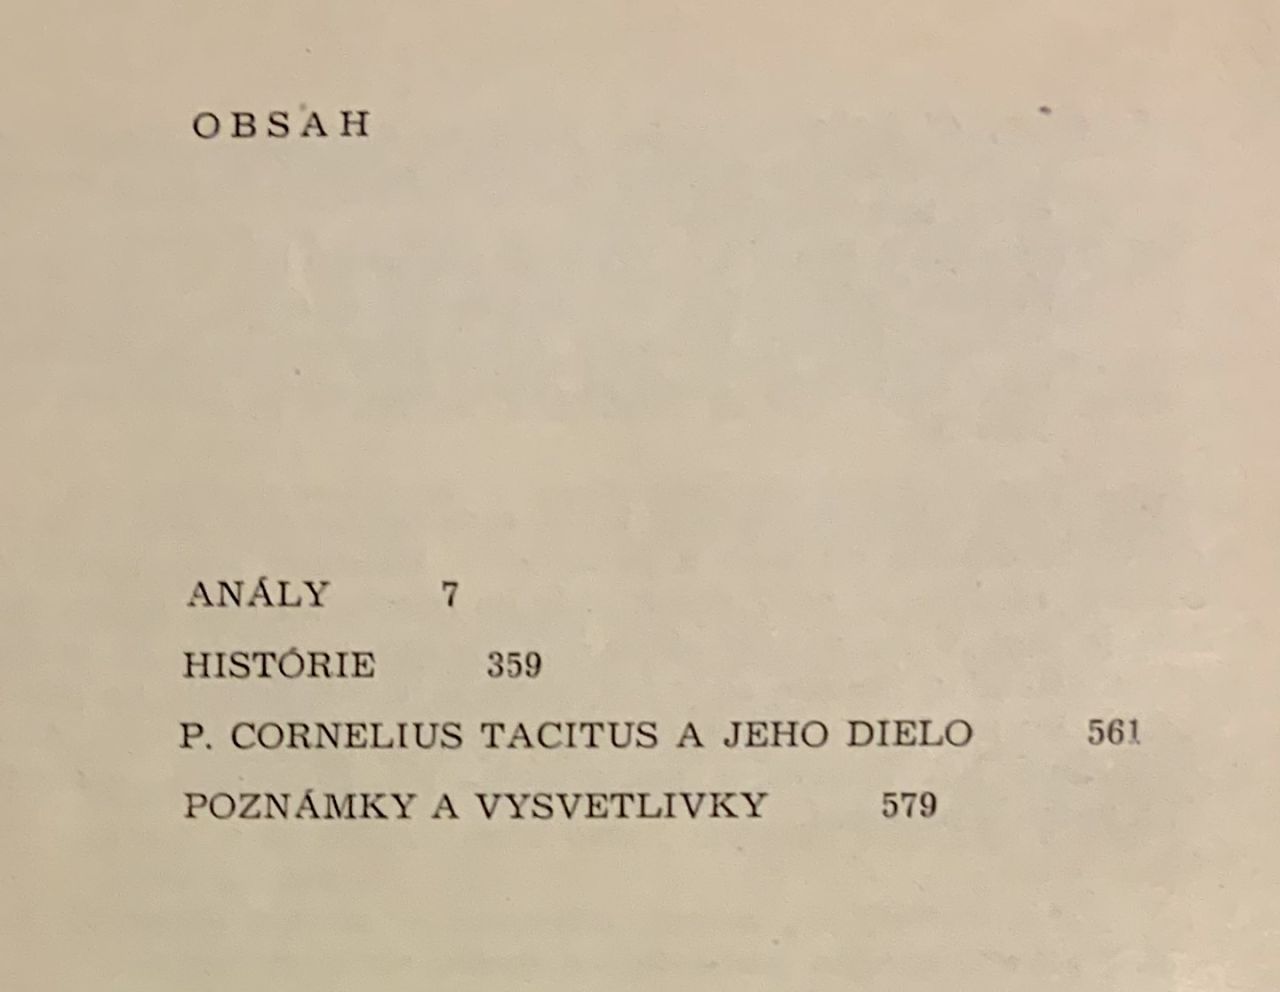 OBSAH
ANÁLY 7
HISTÓRIE 359
P. CORNELIUS TACITUS A JEHO DIELO 561
POZNÁMKY A VYSVETLIVKY 579